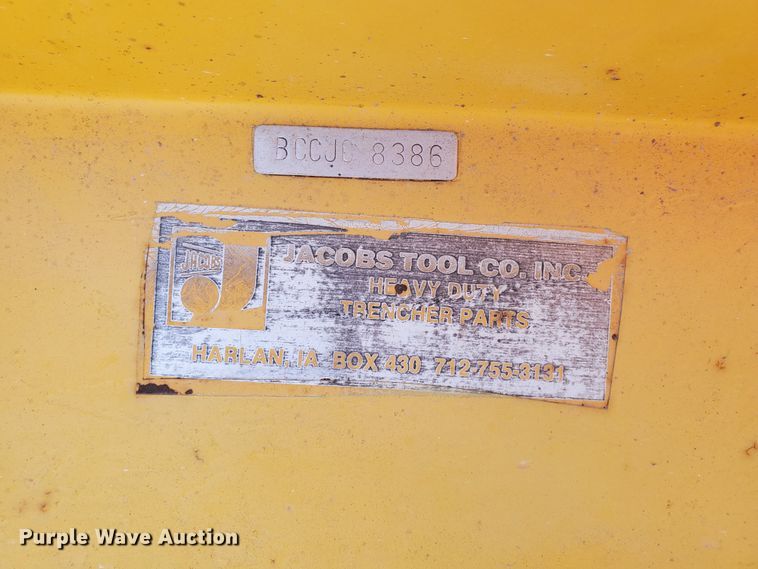 BCCJC 8386
JACOBS
JACOBS TOOL CO. INC.
HEAVY DUTY
TRENCHER PARTS
HARLAN, IA. BOX 430 712-755-3131
Purple Wave Auction